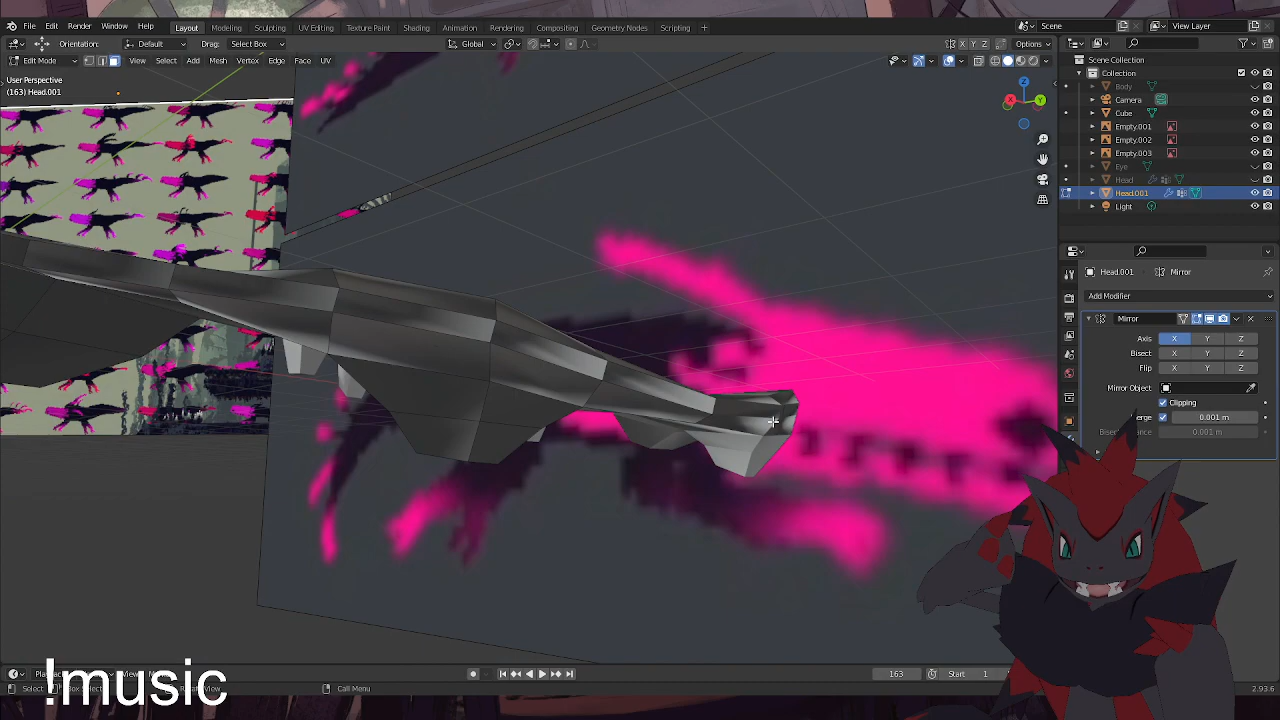 File Edit Render Window Help Layout Modeling Sculpting UV Editing Texture Paint Shading Animation Rendering Compositing Geometry Nodes Scripting + Scene View Layer
Orientation: Default Drag: Select Box Global X Y Z Options
Edit Mode View Select Add Mesh Vertex Edge Face UV
User Perspective
(163) Head.001
Z
X Y
Scene Collection
Collection
Body
Camera
Cube
Empty.001
Empty.002
Empty.003
Eye
Head
Head.001
Light
Head.001 Mirror
Add Modifier
Mirror
Axis X Y Z
Bisect X Y Z
Flip X Y Z
Mirror Object
Clipping
0.001 m
0.001 m
163 Start 1
Select Call Menu 2.93.6
!music